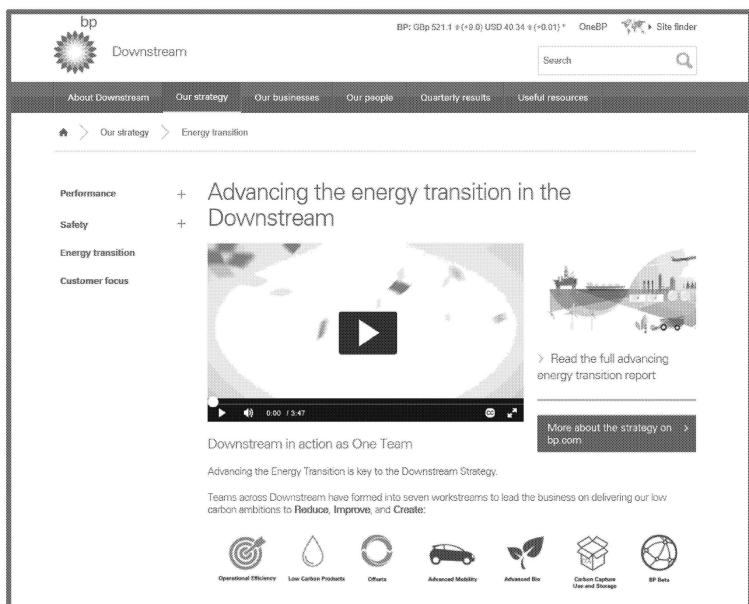 bp
Downstream
BP: GBp 521.1 (+9.0) USD 40.34 (+0.01) * OneBP Site finder
Search
About Downstream Our strategy Our businesses Our people Quarterly results Useful resources
Our strategy Energy transition
Performance +
Safety +
Energy transition
Customer focus
Advancing the energy transition in the
Downstream
0:00 / 3:47 CC
> Read the full advancing
energy transition report
More about the strategy on >
bp.com
Downstream in action as One Team
Advancing the Energy Transition is key to the Downstream Strategy.
Teams across Downstream have formed into seven workstreams to lead the business on delivering our low
carbon ambitions to Reduce, Improve, and Create:
Operational Efficiency Low Carbon Products Offsets Advanced Mobility Advanced Bio Carbon Capture BP Bets
Use and Storage